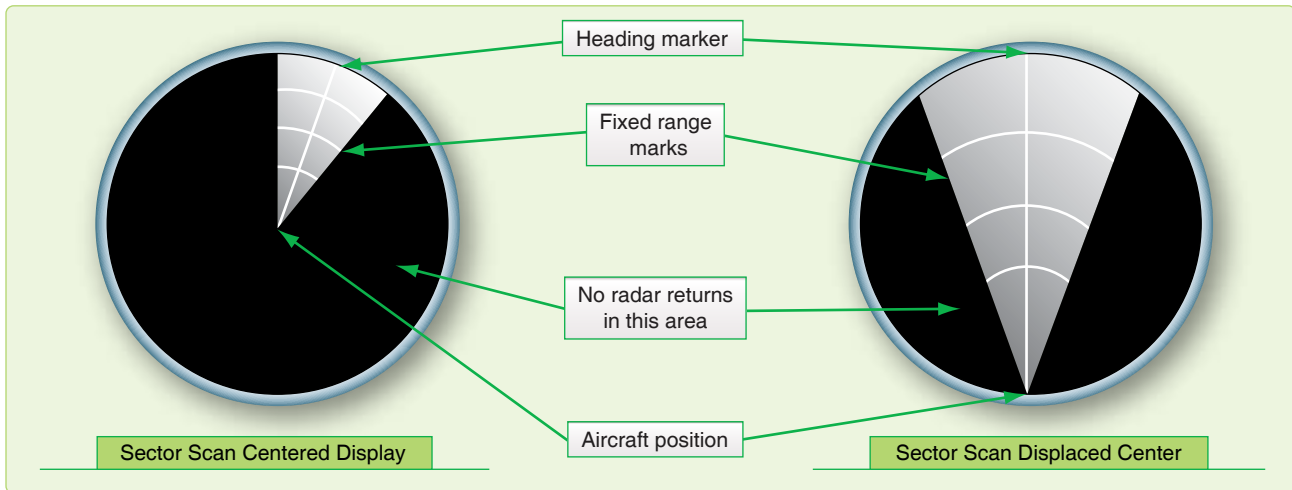 Heading marker
Fixed range
marks
No radar returns
in this area
Aircraft position
Sector Scan Centered Display
Sector Scan Displaced Center